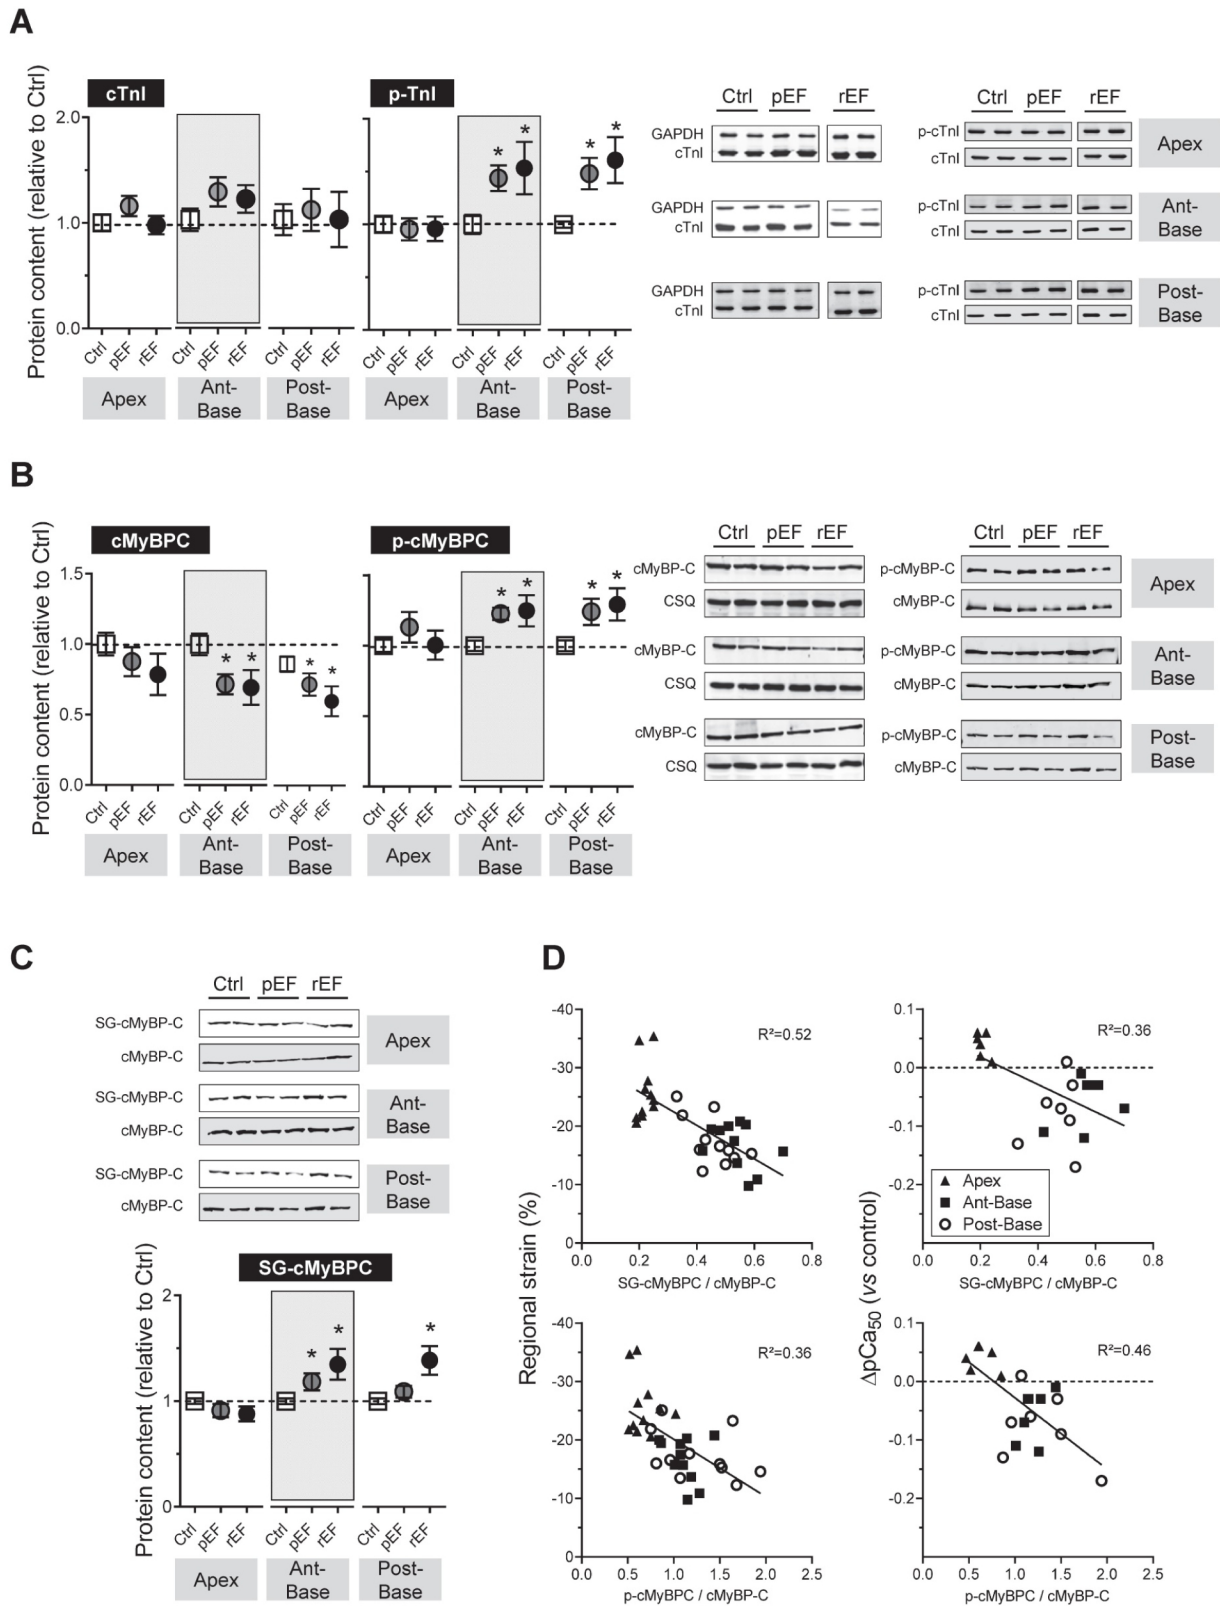 A
cTnI
p-TnI
Protein content (relative to Ctrl)
2.0
1.0
0.0
* * * *
Ctrl pEF rEF Ctrl pEF rEF Ctrl pEF rEF Ctrl pEF rEF Ctrl pEF rEF Ctrl pEF rEF
Apex Ant-Base Post-Base Apex Ant-Base Post-Base
Ctrl pEF rEF Ctrl pEF rEF
GAPDH p-cTnI
cTnI cTnI
Apex
GAPDH p-cTnI
cTnI cTnI
Ant-Base
GAPDH p-cTnI
cTnI cTnI
Post-Base
B
cMyBPC
p-cMyBPC
Protein content (relative to Ctrl)
1.5
1.0
0.5
0.0
* * * * * * * *
Ctrl pEF rEF Ctrl pEF rEF Ctrl pEF rEF Ctrl pEF rEF Ctrl pEF rEF Ctrl pEF rEF
Apex Ant-Base Post-Base Apex Ant-Base Post-Base
Ctrl pEF rEF Ctrl pEF rEF
cMyBP-C p-cMyBP-C
CSQ cMyBP-C
Apex
cMyBP-C p-cMyBP-C
CSQ cMyBP-C
Ant-Base
cMyBP-C p-cMyBP-C
CSQ cMyBP-C
Post-Base
C
Ctrl pEF rEF
SG-cMyBP-C
cMyBP-C
Apex
SG-cMyBP-C
cMyBP-C
Ant-Base
SG-cMyBP-C
cMyBP-C
Post-Base
SG-cMyBPC
Protein content (relative to Ctrl)
2
1
0
* * *
Ctrl pEF rEF Ctrl pEF rEF Ctrl pEF rEF
Apex Ant-Base Post-Base
D
Regional strain (%)
-40
-30
-20
-10
0
R²=0.52
0.0 0.2 0.4 0.6 0.8
SG-cMyBPC / cMyBP-C
ΔpCa50 (vs control)
0.1
0.0
-0.1
-0.2
R²=0.36
Apex
Ant-Base
Post-Base
0.0 0.2 0.4 0.6 0.8
SG-cMyBPC / cMyBP-C
-40
-30
-20
-10
0
R²=0.36
0.0 0.5 1.0 1.5 2.0 2.5
p-cMyBPC / cMyBP-C
0.1
0.0
-0.1
-0.2
R²=0.46
0.0 0.5 1.0 1.5 2.0 2.5
p-cMyBPC / cMyBP-C